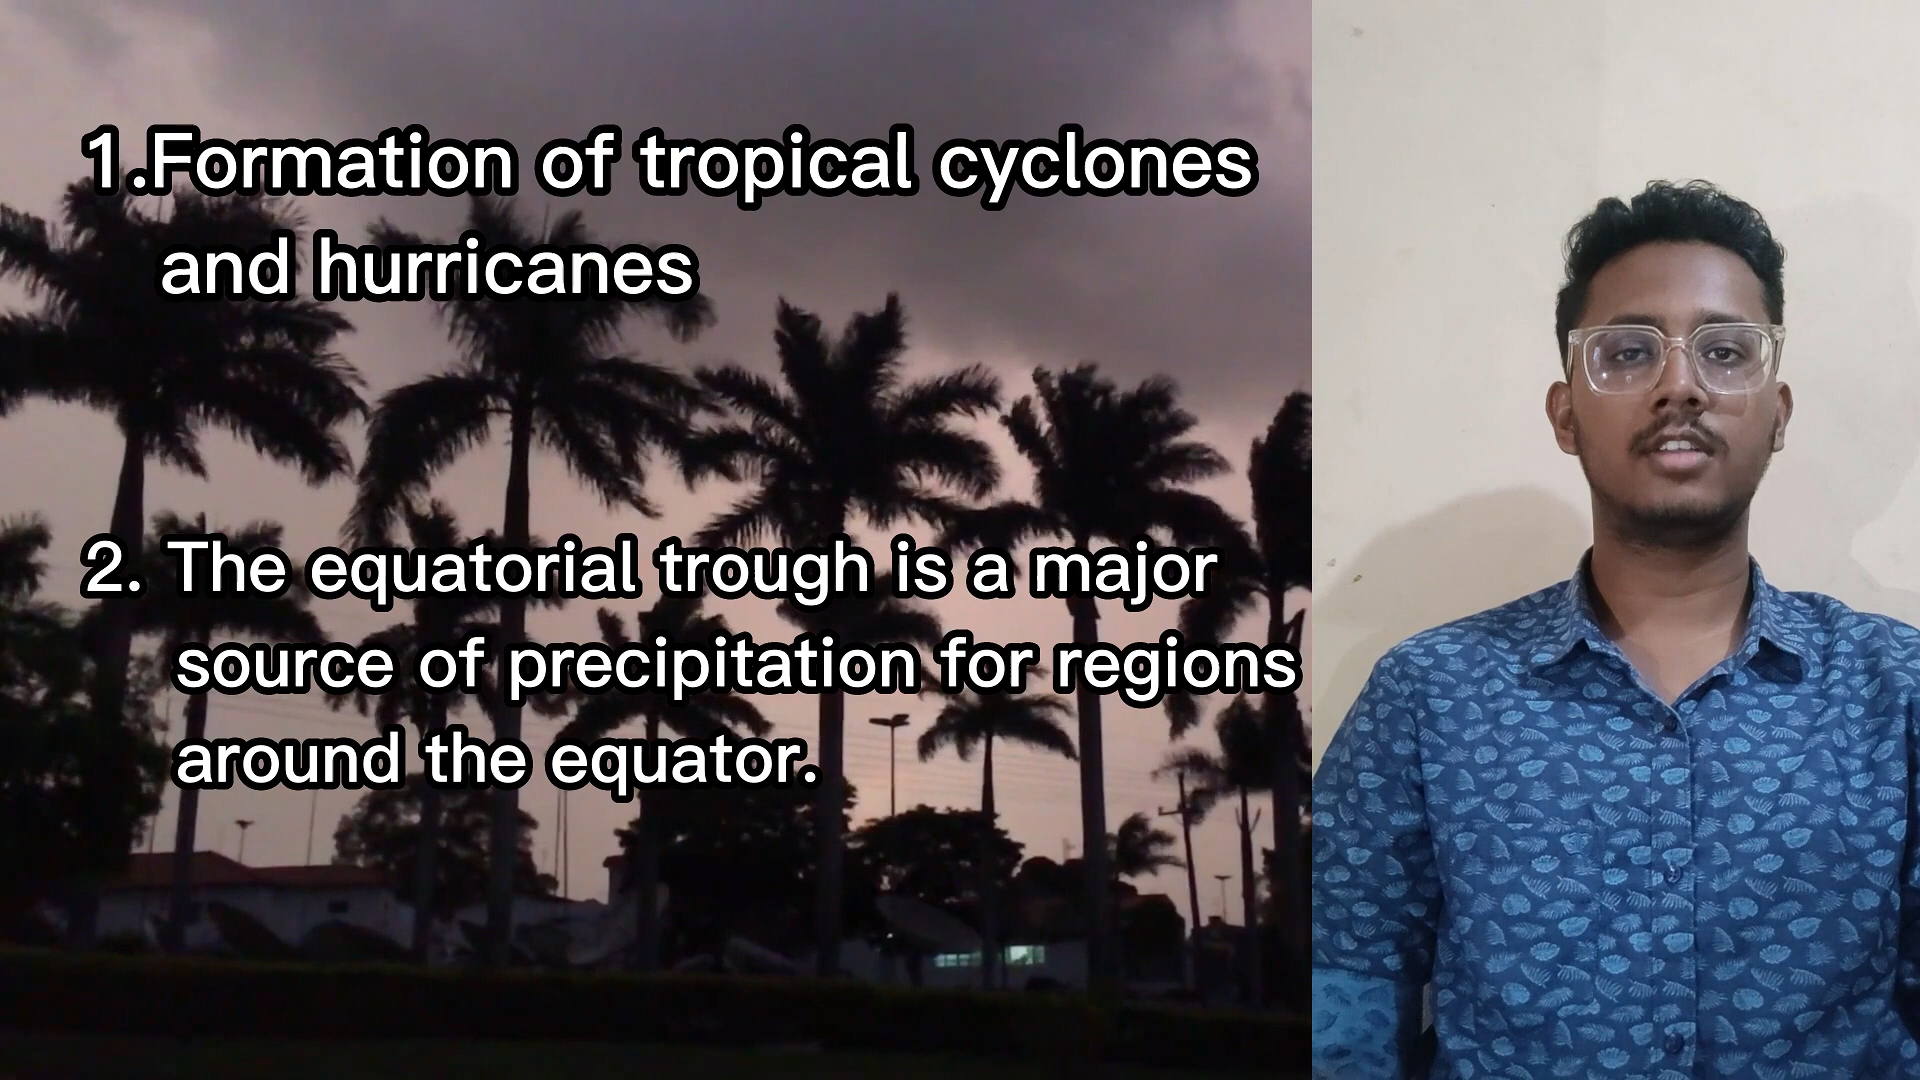 1.Formation of tropical cyclones
and hurricanes
2. The equatorial trough is a major
source of precipitation for regions
around the equator.